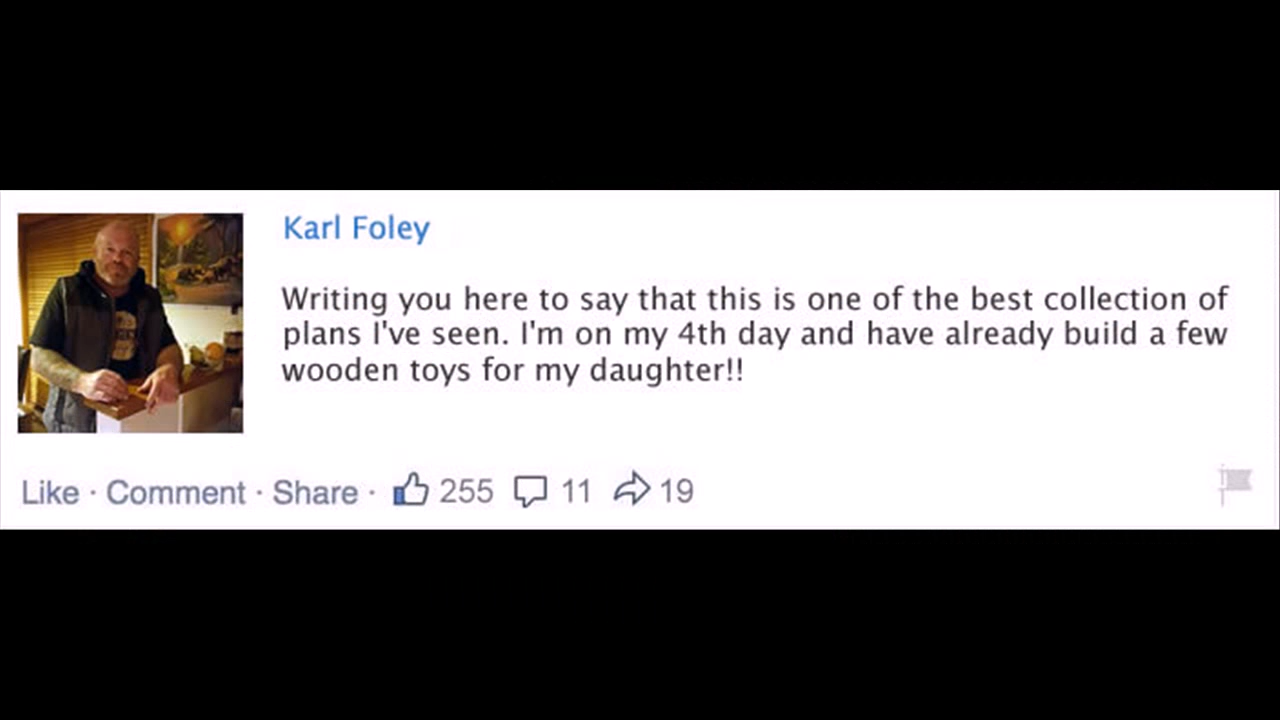 Karl Foley
Writing you here to say that this is one of the best collection of
plans I've seen. I'm on my 4th day and have already build a few
wooden toys for my daughter!!
Like · Comment · Share · 255 11 19